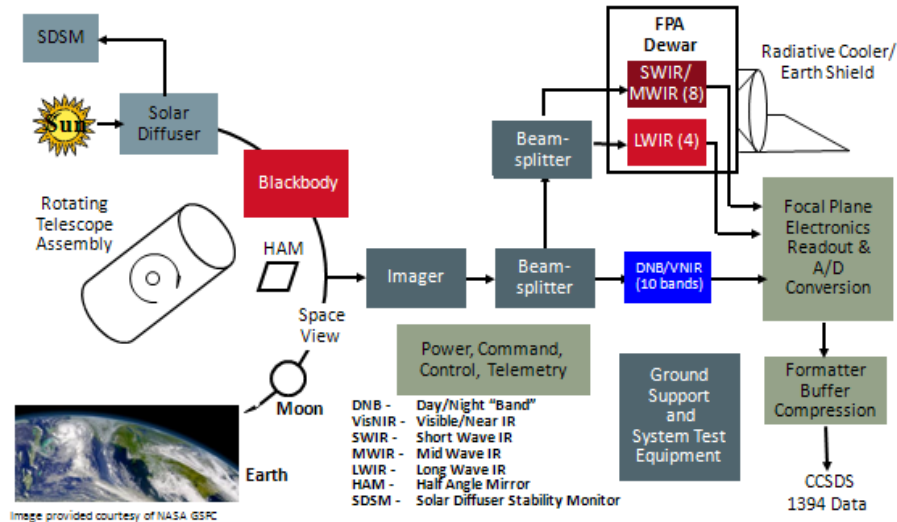 SDSM
Sun
Solar
Diffuser
Blackbody
Rotating
Telescope
Assembly
HAM
Space
View
Moon
Earth
Image provided courtesy of NASA GSFC
Imager
Beam-
splitter
Beam-
splitter
FPA
Dewar
SWIR/
MWIR (8)
LWIR (4)
Radiative Cooler/
Earth Shield
DNB/VNIR
(10 bands)
Focal Plane
Electronics
Readout &
A/D
Conversion
Formatter
Buffer
Compression
CCSDS
1394 Data
Power, Command,
Control, Telemetry
Ground
Support
and
System Test
Equipment
DNB - Day/Night “Band”
VisNIR - Visible/Near IR
SWIR - Short Wave IR
MWIR - Mid Wave IR
LWIR - Long Wave IR
HAM - Half Angle Mirror
SDSM - Solar Diffuser Stability Monitor